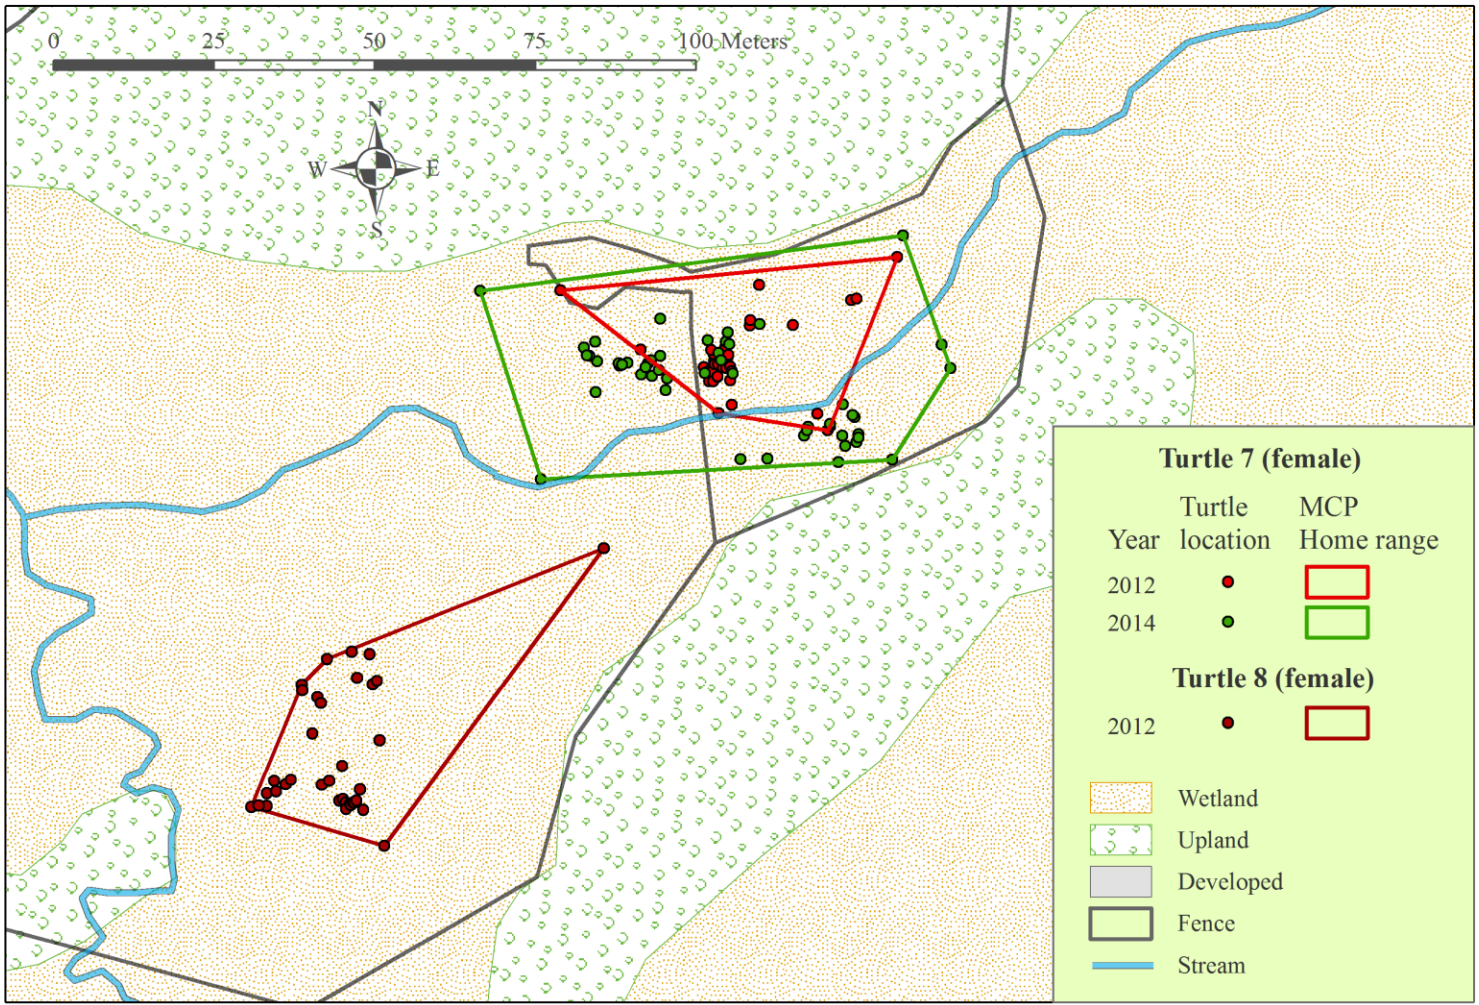 0 25 50 75 100 Meters
N
W E
S
Turtle 7 (female)
Turtle MCP
Year location Home range
2012
2014
Turtle 8 (female)
2012
Wetland
Upland
Developed
Fence
Stream